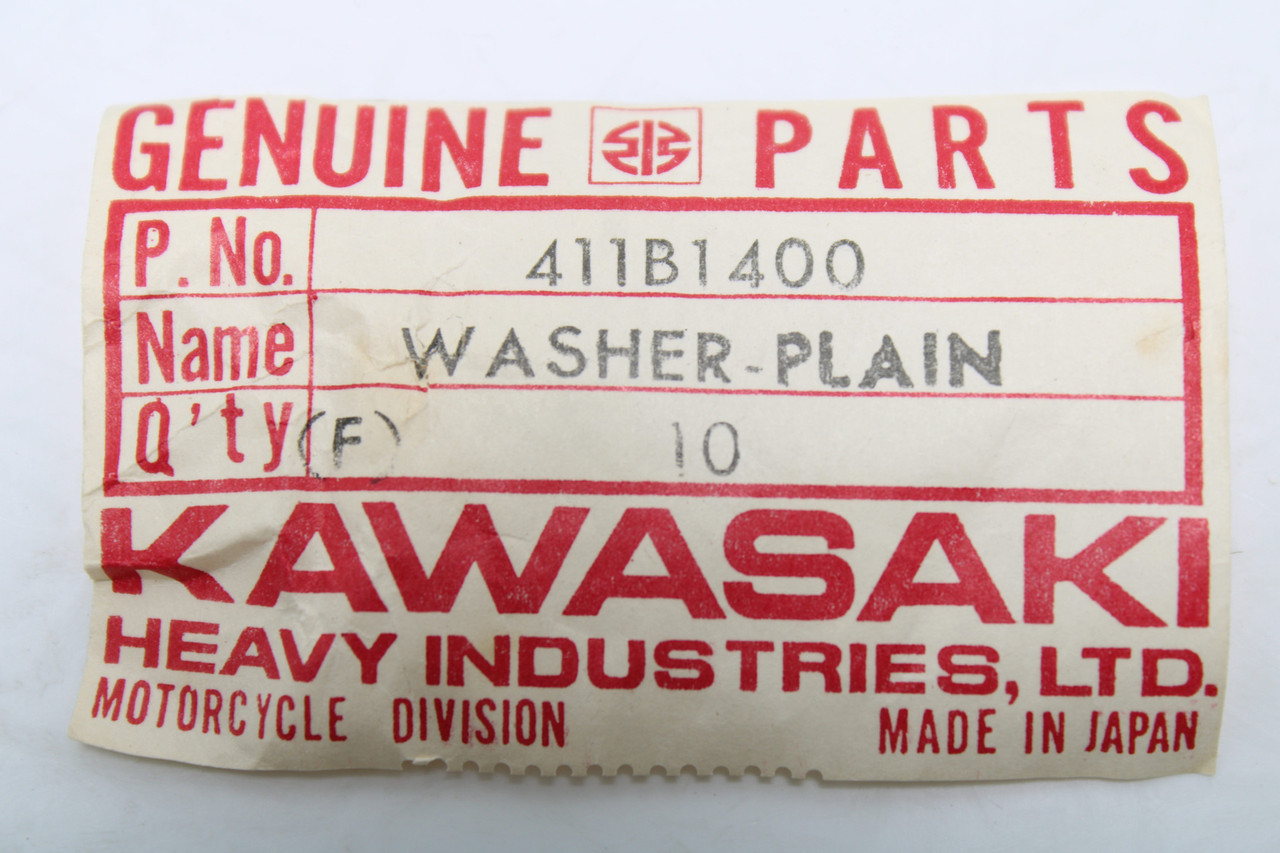 GENUINE PARTS
P. No. 411B1400
Name WASHER-PLAIN
Q'ty (F) 10
KAWASAKI
HEAVY INDUSTRIES, LTD.
MOTORCYCLE DIVISION MADE IN JAPAN